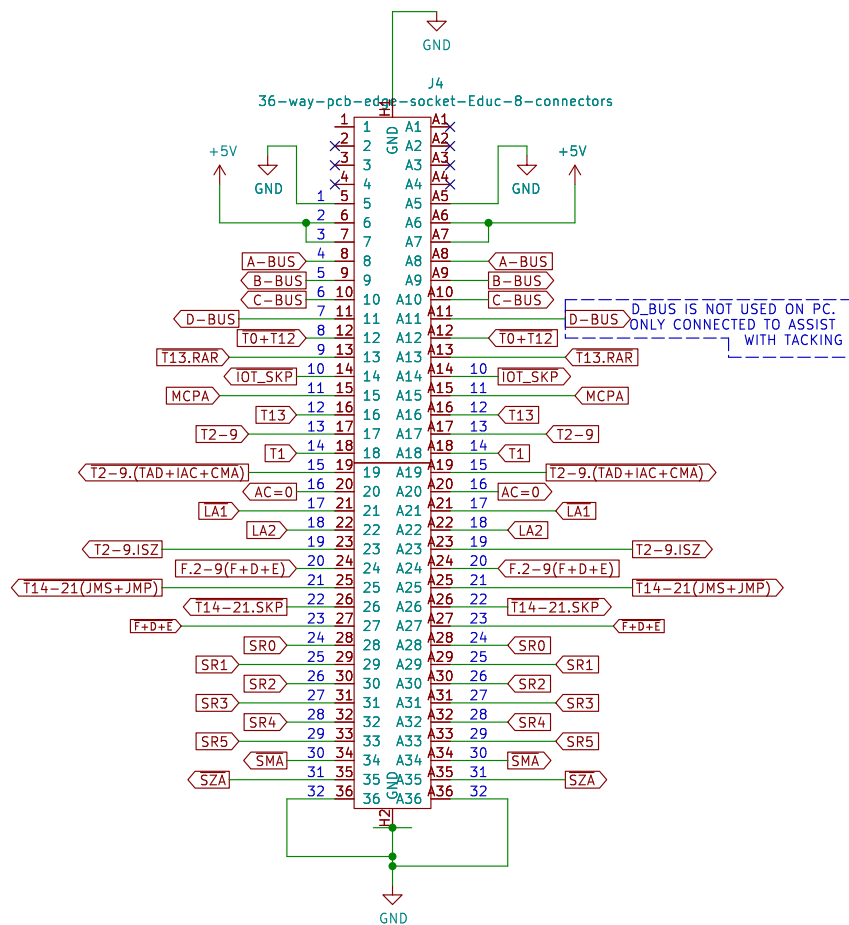 GND
J4
36-way-pcb-edge-socket-Educ-8-connectors
H1
GND
1 1 A1 A1
2 2 A2 A2
+5V 3 3 A3 A3 +5V
4 4 A4 A4
GND GND
1 5 5 A5 A5
2 6 6 A6 A6
3 7 7 A7 A7
A-BUS 4 8 8 A8 A8 A-BUS
B-BUS 5 9 9 A9 A9 B-BUS
C-BUS 6 10 10 A10 A10 C-BUS
D-BUS 7 11 11 A11 A11 D-BUS
D_BUS IS NOT USED ON PC.
ONLY CONNECTED TO ASSIST
WITH TACKING
T0+T12 8 12 12 A12 A12 T0+T12
T13.RAR 9 13 13 A13 A13 T13.RAR
IOT_SKP 10 14 14 A14 A14 10 IOT_SKP
MCPA 11 15 15 A15 A15 11 MCPA
T13 12 16 16 A16 A16 12 T13
T2-9 13 17 17 A17 A17 13 T2-9
T1 14 18 18 A18 A18 14 T1
T2-9.(TAD+IAC+CMA) 15 19 19 A19 A19 15 T2-9.(TAD+IAC+CMA)
AC=0 16 20 20 A20 A20 16 AC=0
LA1 17 21 21 A21 A21 17 LA1
LA2 18 22 22 A22 A22 18 LA2
T2-9.ISZ 19 23 23 A23 A23 19 T2-9.ISZ
F.2-9(F+D+E) 20 24 24 A24 A24 20 F.2-9(F+D+E)
T14-21(JMS+JMP) 21 25 25 A25 A25 21 T14-21(JMS+JMP)
T14-21.SKP 22 26 26 A26 A26 22 T14-21.SKP
F+D+E 23 27 27 A27 A27 23 F+D+E
SR0 24 28 28 A28 A28 24 SR0
SR1 25 29 29 A29 A29 25 SR1
SR2 26 30 30 A30 A30 26 SR2
SR3 27 31 31 A31 A31 27 SR3
SR4 28 32 32 A32 A32 28 SR4
SR5 29 33 33 A33 A33 29 SR5
SMA 30 34 34 A34 A34 30 SMA
SZA 31 35 35 A35 A35 31 SZA
32 36 36 A36 A36 32
GND
H2
GND